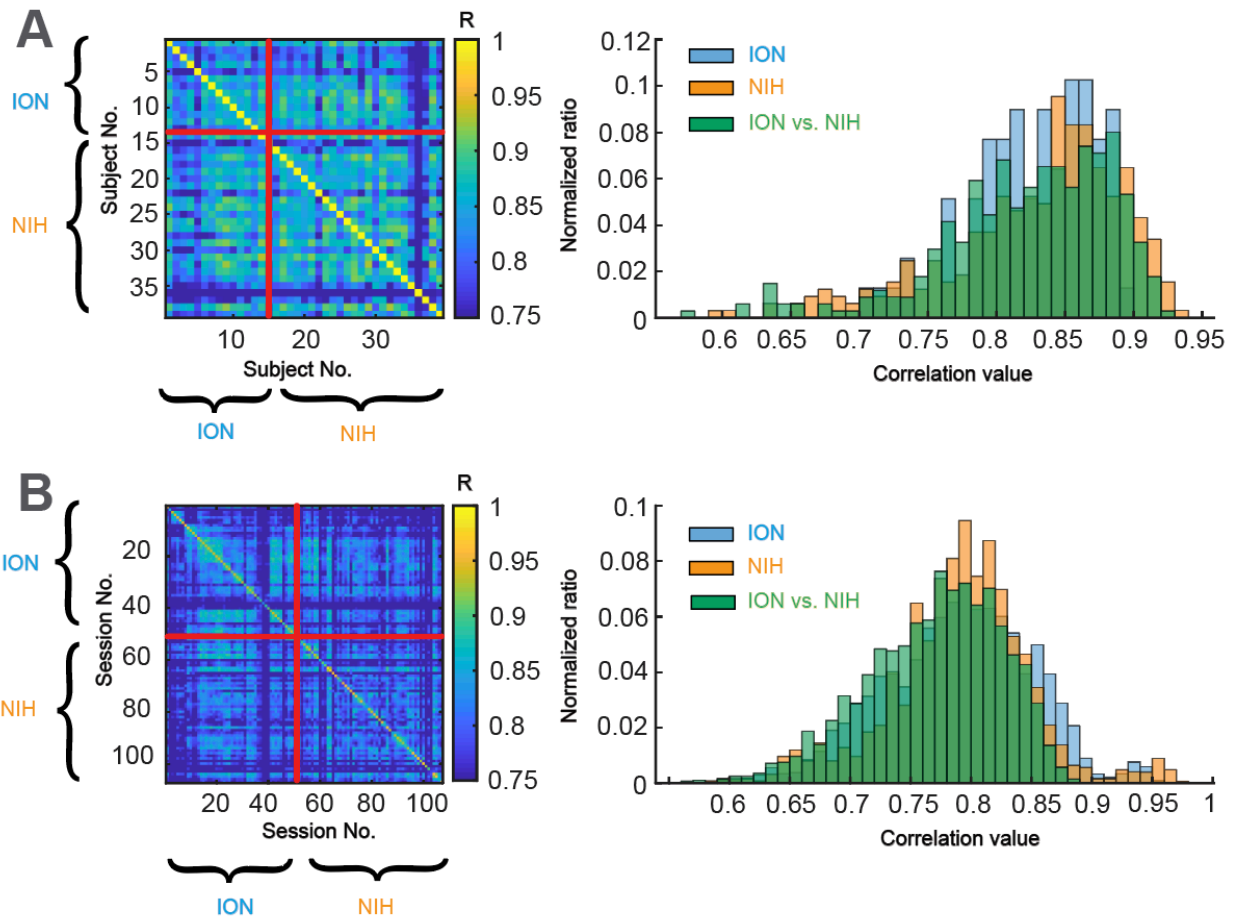 A
R
ION
NIH
Subject No.
5
10
15
20
25
30
35
10 20 30
Subject No.
ION
NIH
1
0.95
0.9
0.85
0.8
0.75
Normalized ratio
0.12
0.1
0.08
0.06
0.04
0.02
0
ION
NIH
ION vs. NIH
0.6 0.65 0.7 0.75 0.8 0.85 0.9 0.95
Correlation value
B
R
ION
NIH
Session No.
20
40
60
80
100
20 40 60 80 100
Session No.
ION
NIH
1
0.95
0.9
0.85
0.8
0.75
Normalized ratio
0.1
0.08
0.06
0.04
0.02
0
ION
NIH
ION vs. NIH
0.6 0.65 0.7 0.75 0.8 0.85 0.9 0.95 1
Correlation value